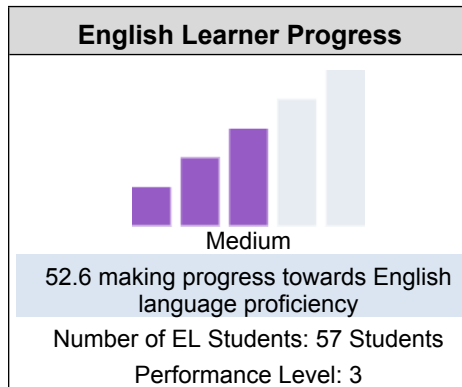 English Learner Progress
Medium
52.6 making progress towards English
language proficiency
Number of EL Students: 57 Students
Performance Level: 3